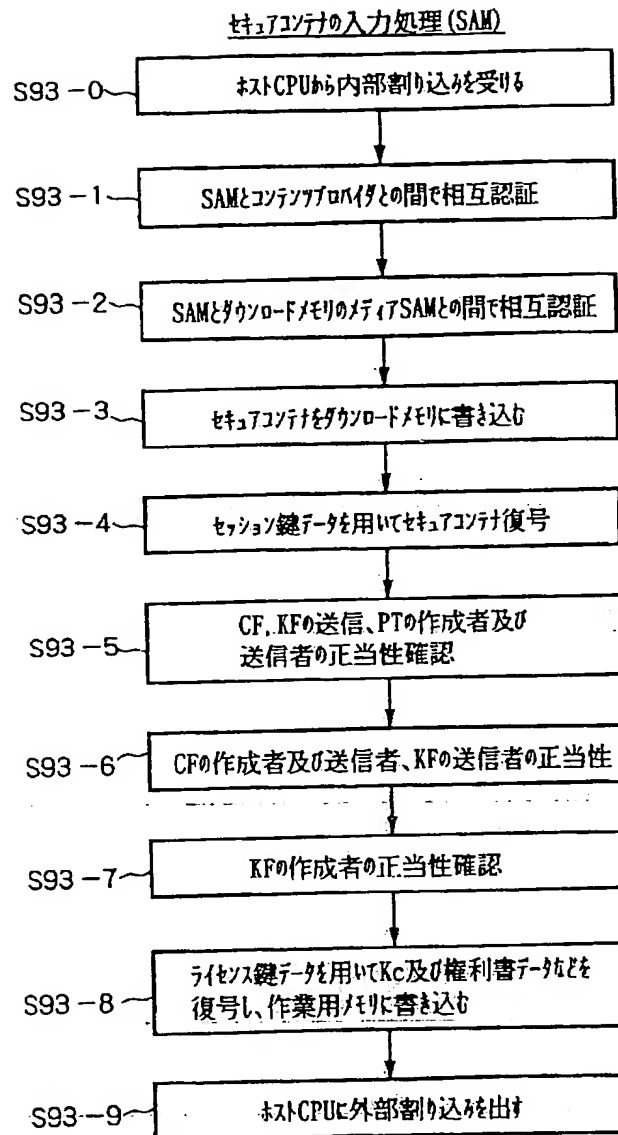 セキュアコンテナの入力処理(SAM)
S93-0
ホストCPUから内部割り込みを受ける
S93-1
SAMとコンテンツプロバイダとの間で相互認証
S93-2
SAMとダウンロードメモリのメディアSAMとの間で相互認証
S93-3
セキュアコンテナをダウンロードメモリに書き込む
S93-4
セッション鍵データを用いてセキュアコンテナ復号
S93-5
CF,KFの送信、PTの作成者及び
送信者の正当性確認
S93-6
CFの作成者及び送信者、KFの送信者の正当性
S93-7
KFの作成者の正当性確認
S93-8
ライセンス鍵データを用いてKc及び権利書データなどを
復号し、作業用メモリに書き込む
S93-9
ホストCPUに外部割り込みを出す